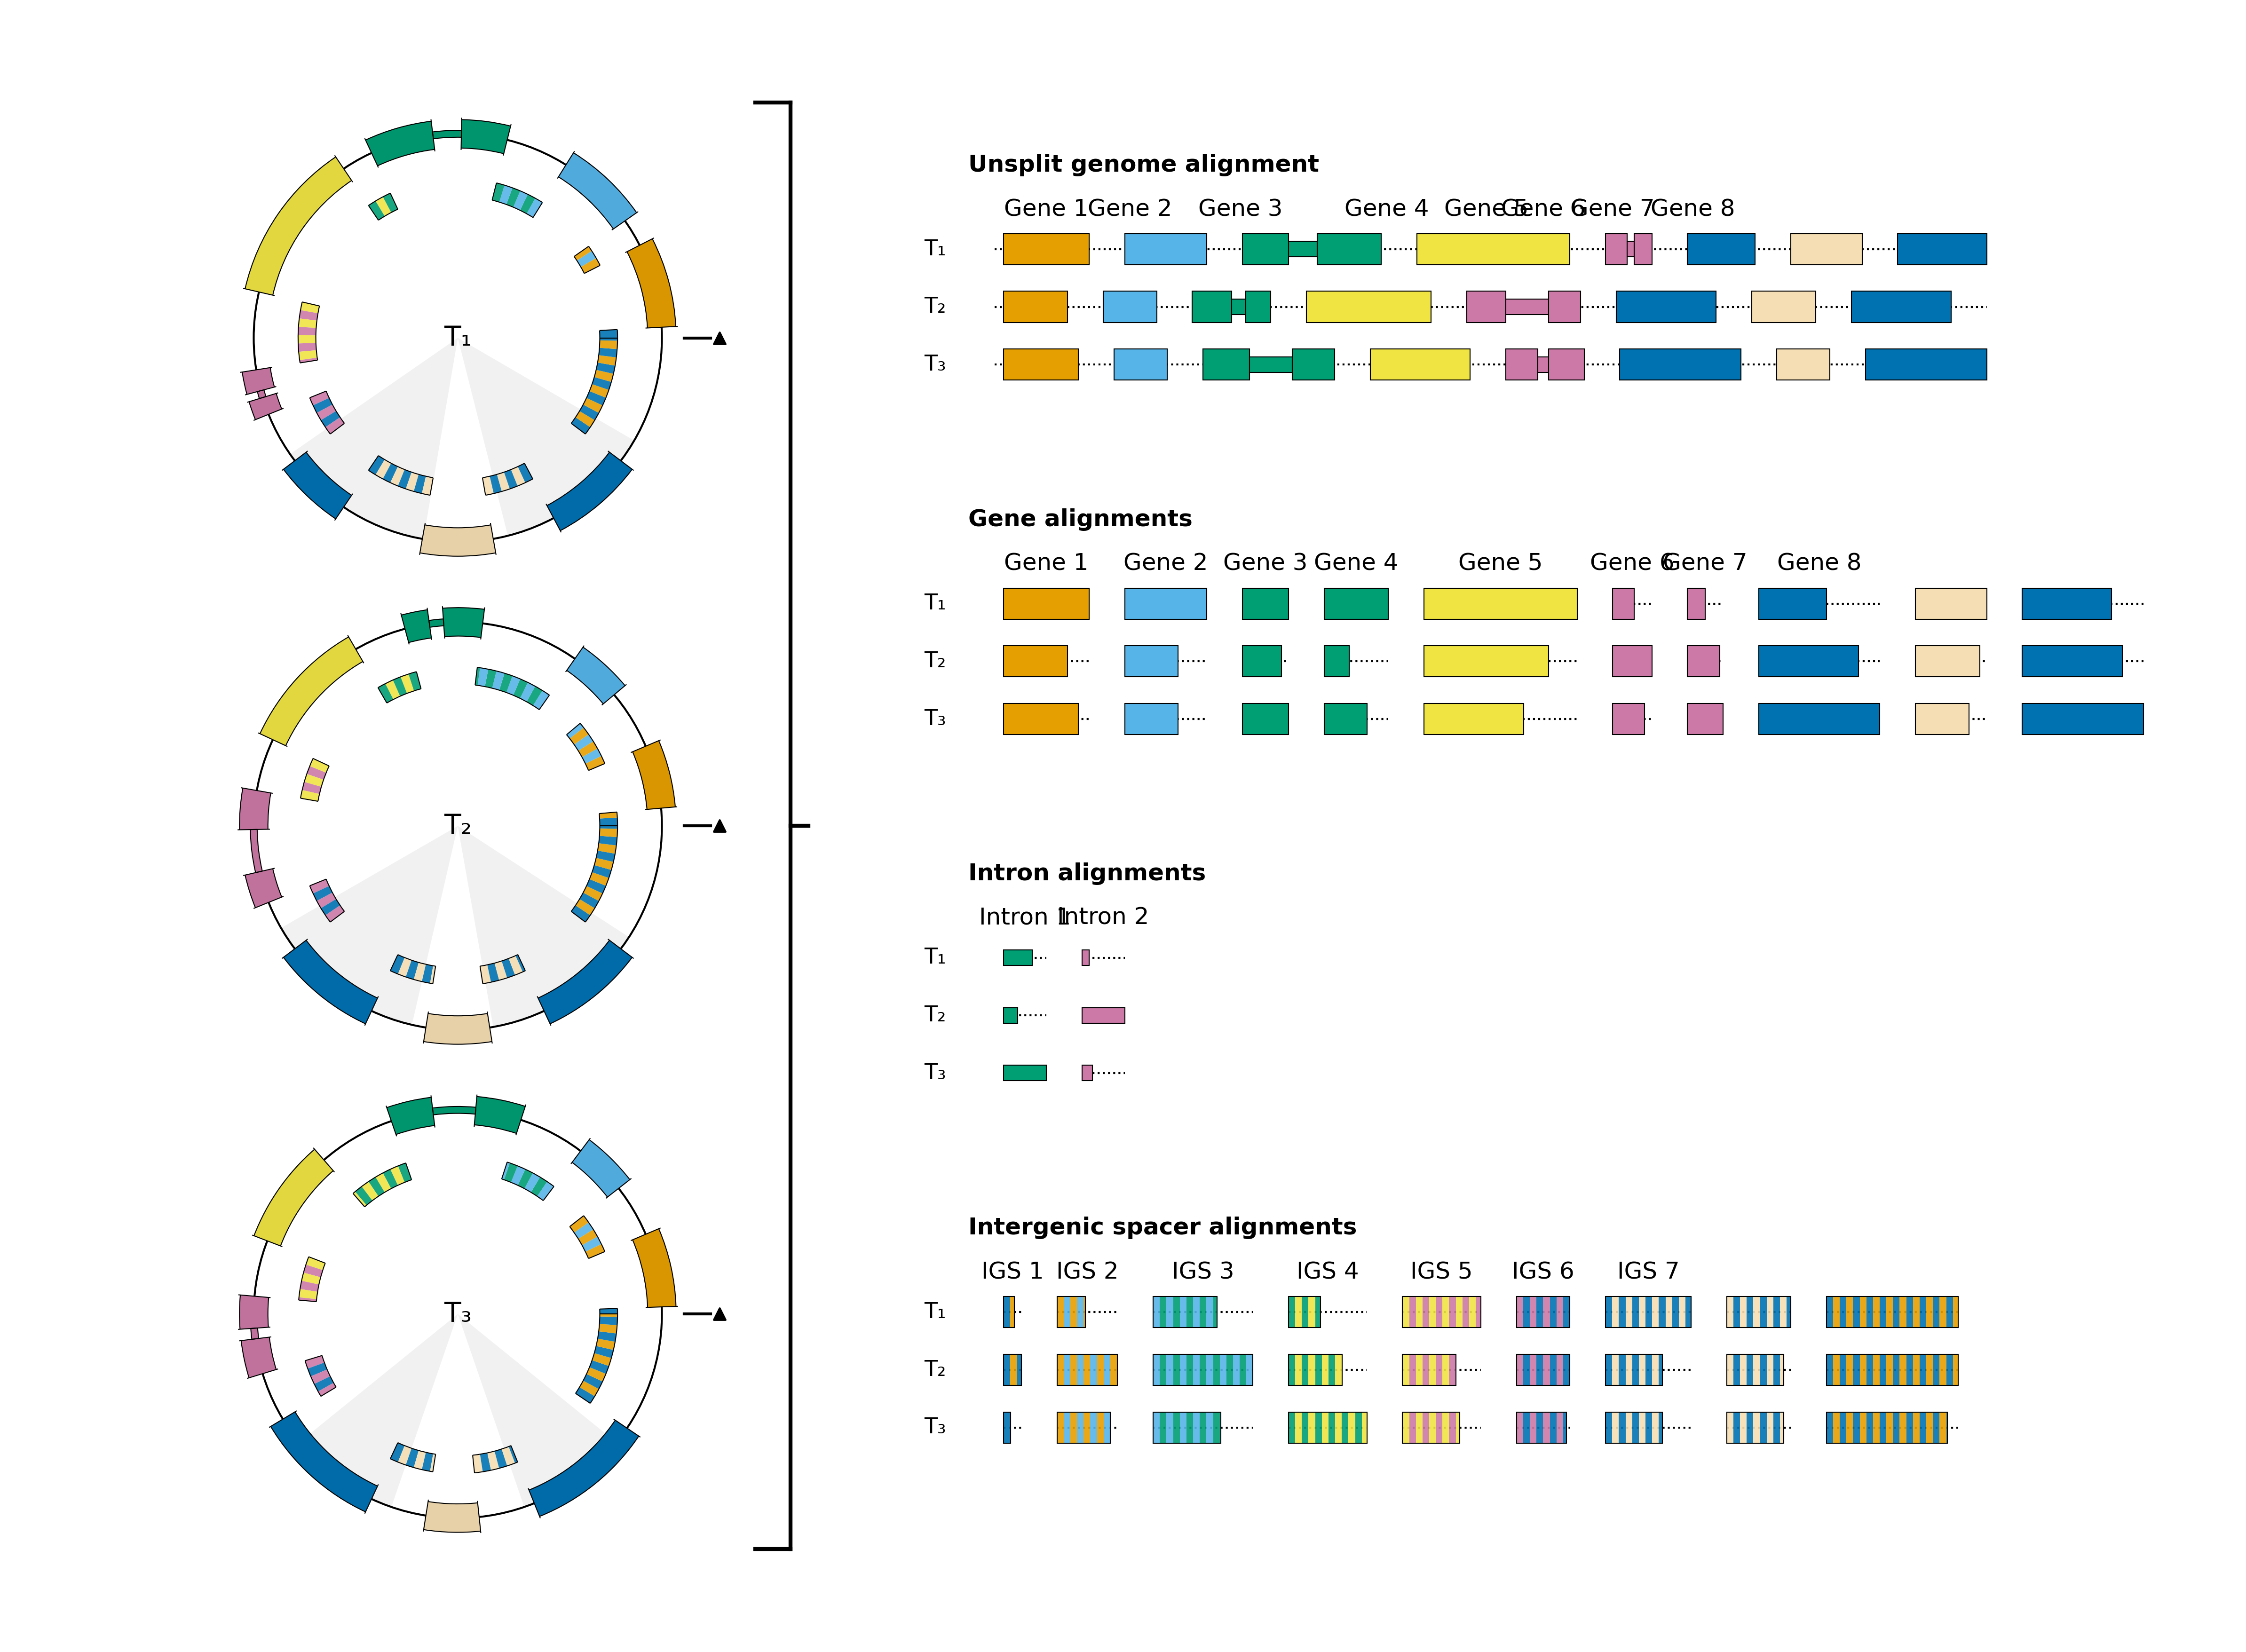 T₁
T₂
T₃
Unsplit genome alignment
Gene 1 Gene 2 Gene 3 Gene 4 Gene 5 Gene 6 Gene 7 Gene 8
T₁
T₂
T₃
Gene alignments
Gene 1 Gene 2 Gene 3 Gene 4 Gene 5 Gene 6 Gene 7 Gene 8
T₁
T₂
T₃
Intron alignments
Intron 1 Intron 2
T₁
T₂
T₃
Intergenic spacer alignments
IGS 1 IGS 2 IGS 3 IGS 4 IGS 5 IGS 6 IGS 7
T₁
T₂
T₃